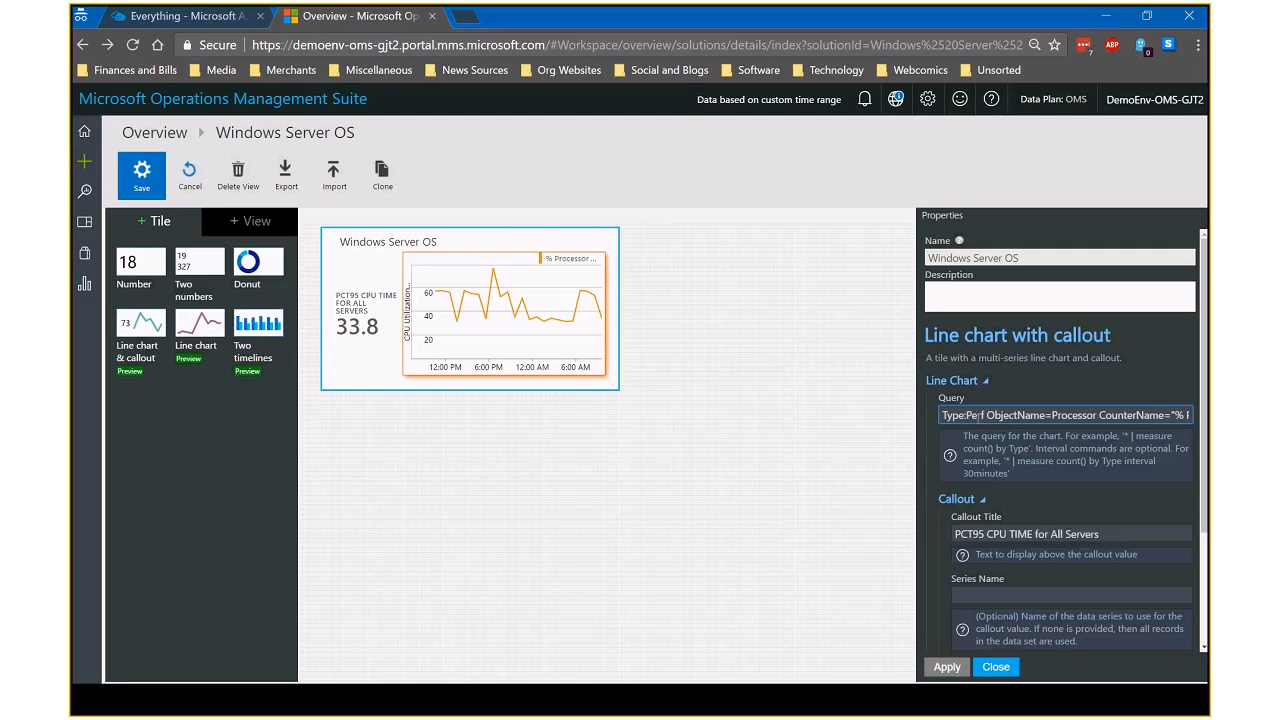 Everything - Microsoft A
Overview - Microsoft Op
Secure
https://demoenv-oms-gjt2.portal.mms.microsoft.com/#Workspace/overview/solutions/details/index?solutionId=Windows%2520Server%252
7
ABP
0
S
Finances and Bills
Media
Merchants
Miscellaneous
News Sources
Org Websites
Social and Blogs
Software
Technology
Webcomics
Unsorted
Microsoft Operations Management Suite
Data based on custom time range
Data Plan: OMS
DemoEnv-OMS-GJT2
Overview
Windows Server OS
Save
Cancel
Delete View
Export
Import
Clone
+ Tile
+ View
18
Number
19
327
Two
numbers
Donut
73
Line chart
& callout
Preview
Line chart
Preview
Two
timelines
Preview
Windows Server OS
PCT95 CPU TIME
FOR ALL
SERVERS
33.8
% Processor ...
CPU Utilization...
60
40
20
12:00 PM
6:00 PM
12:00 AM
6:00 AM
Properties
Name
Windows Server OS
Description
Line chart with callout
A tile with a multi-series line chart and callout.
Line Chart
Query
Type:Perf ObjectName=Processor CounterName="% P
The query for the chart. For example, '* | measure
count() by Type'. Interval commands are optional. For
example, '* | measure count() by Type interval
30minutes'
Callout
Callout Title
PCT95 CPU TIME for All Servers
Text to display above the callout value
Series Name
(Optional) Name of the data series to use for the
callout value. If none is provided, then all records
in the data set are used.
Apply
Close